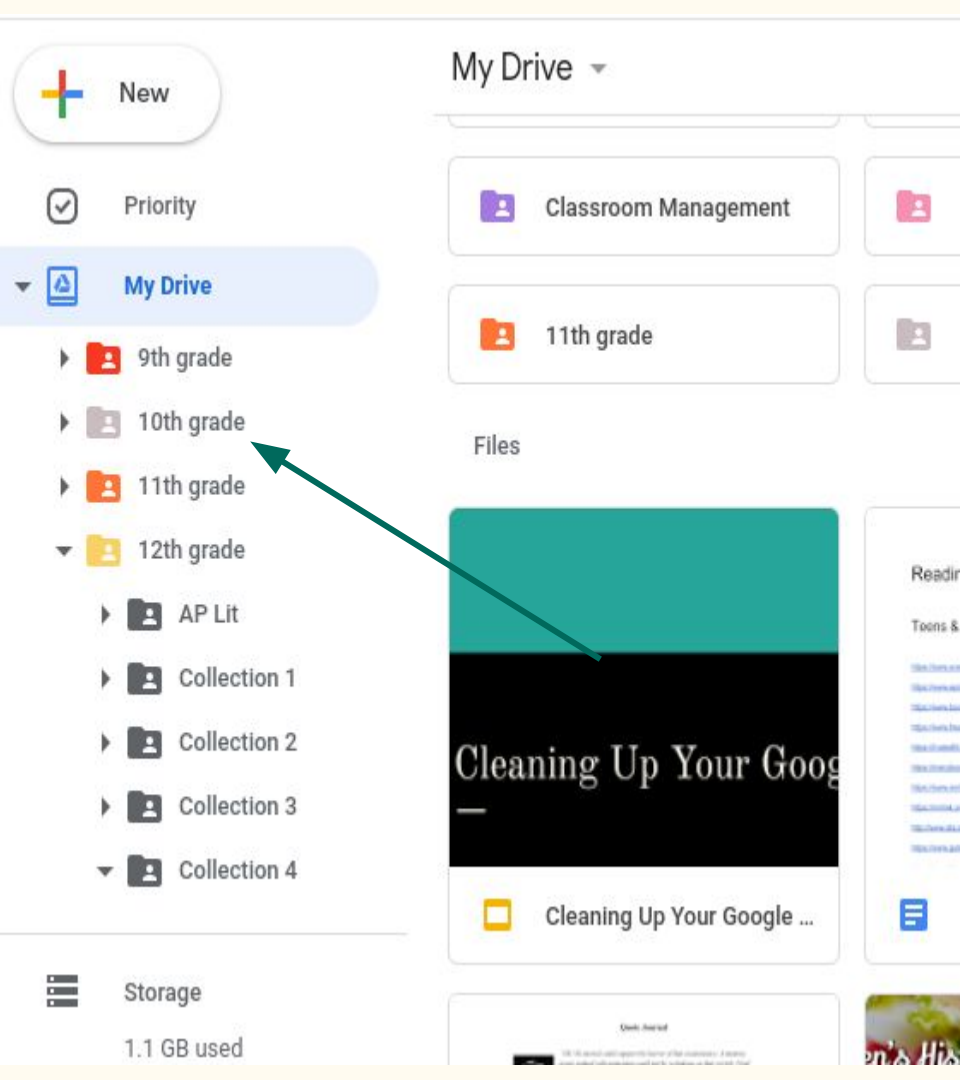 New
Priority
My Drive
9th grade
10th grade
11th grade
12th grade
AP Lit
Collection 1
Collection 2
Collection 3
Collection 4
Storage
1.1 GB used
My Drive
Classroom Management
11th grade
Files
Cleaning Up Your Goog
Cleaning Up Your Google ...
Readin
Teens &